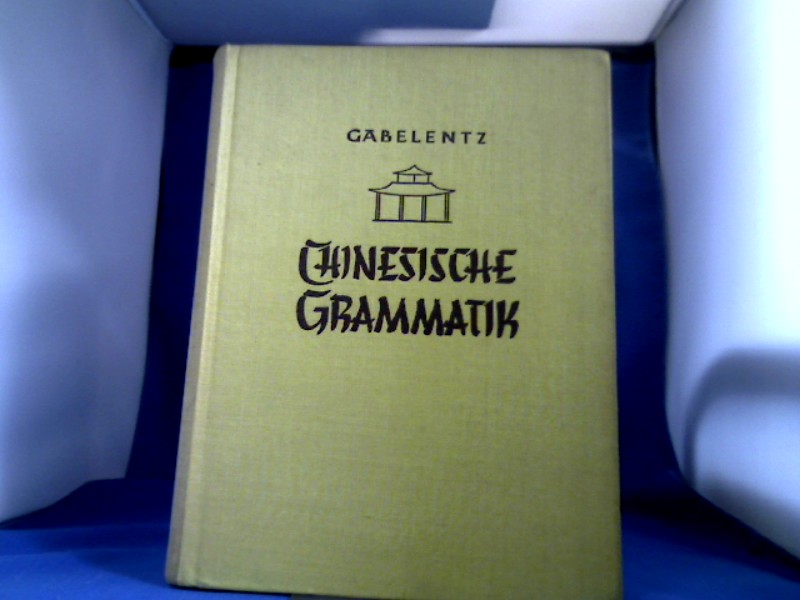 GABELENTZ
CHINESISCHE
GRAMMATIK